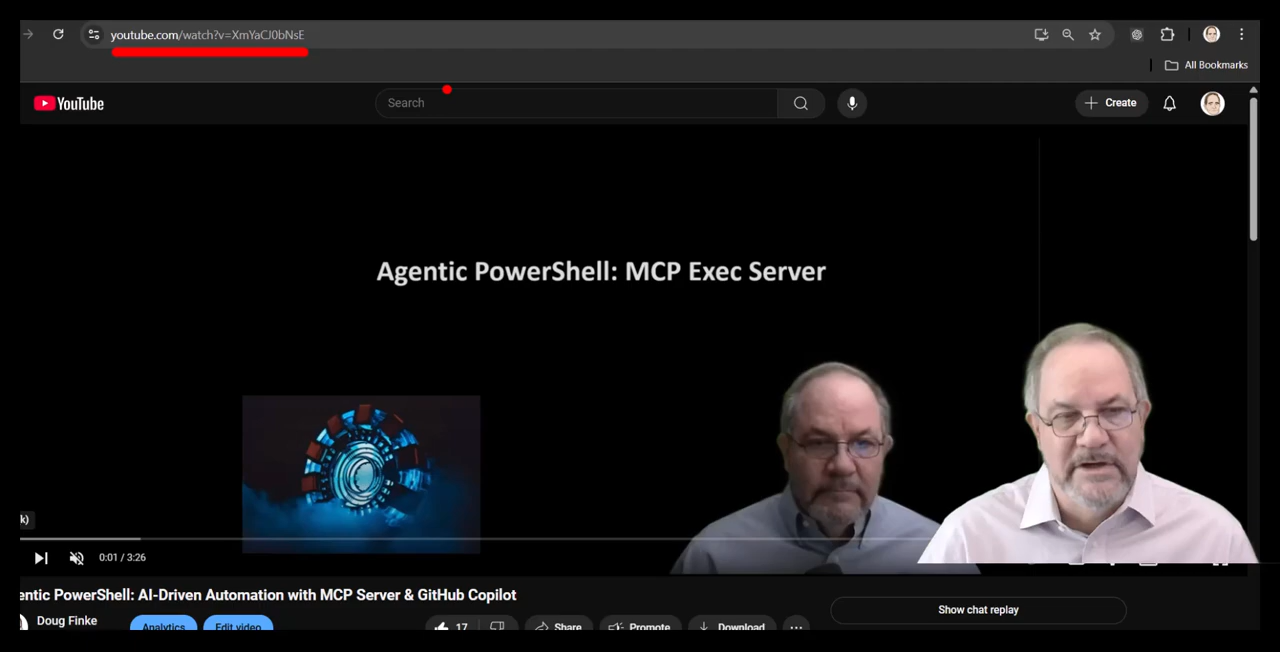 youtube.com/watch?v=XmYaCJ0bNsE
All Bookmarks
YouTube
Search
Create
Agentic PowerShell: MCP Exec Server
k)
0:01 / 3:26
entic PowerShell: AI-Driven Automation with MCP Server & GitHub Copilot
Show chat replay
Doug Finke
Analytics
Edit video
17
Share
Promote
Download